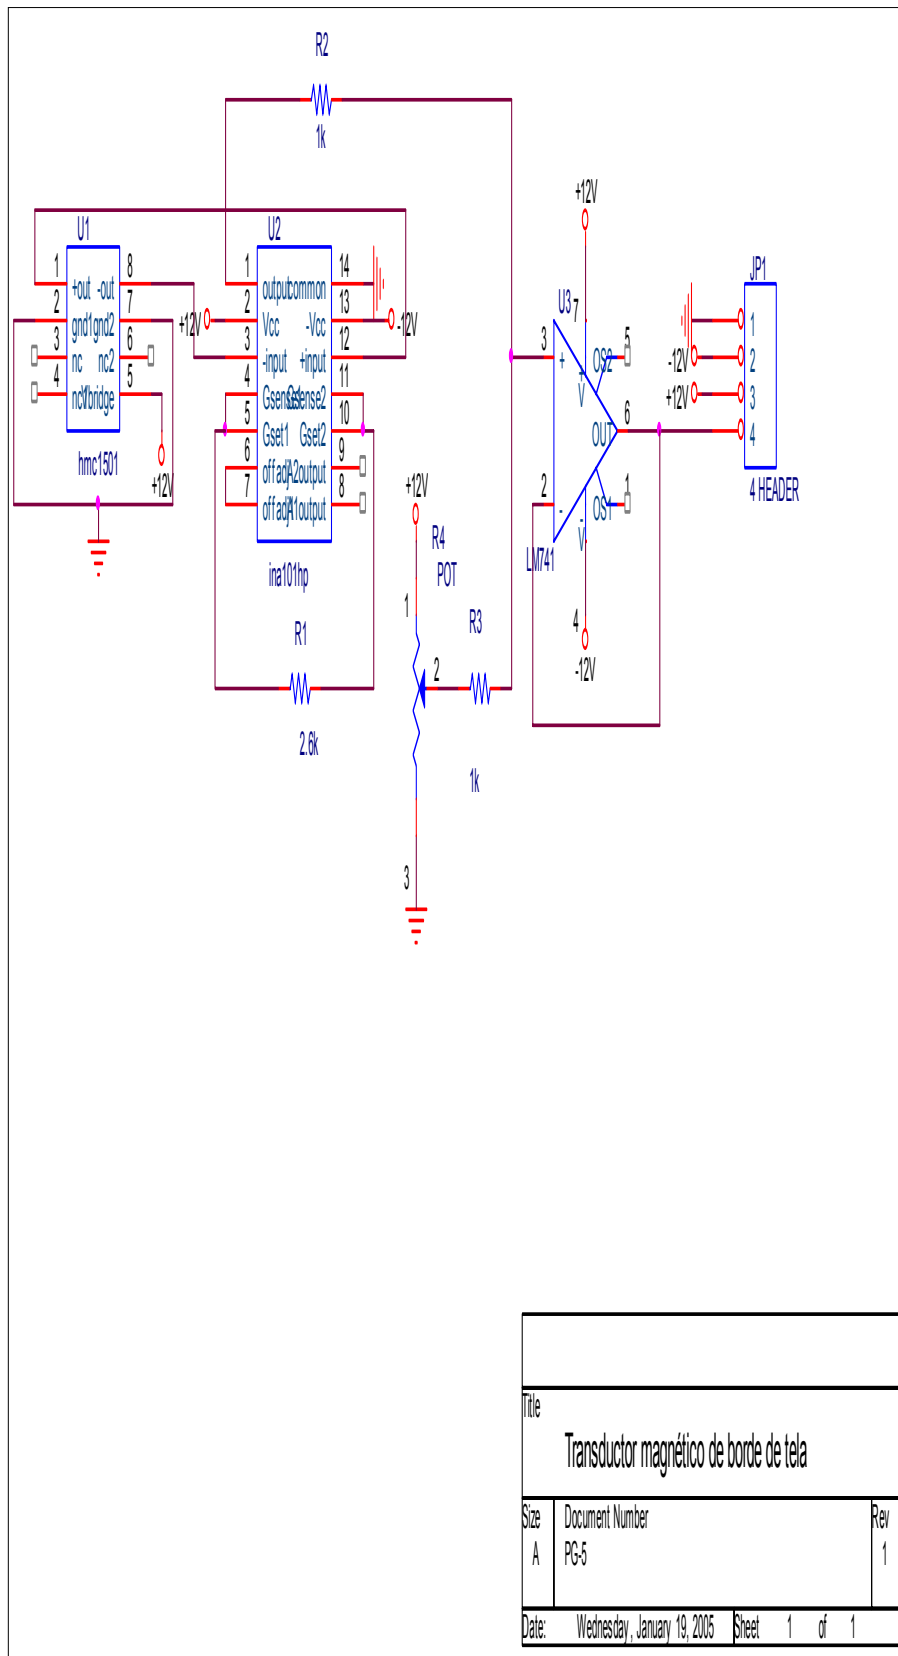 R2
1k
U1
1
2
3
4
+out
-out
gnd1
gnd2
nc
nc2
nc1
Vbridge
8
7
6
5
hmc1501
+12V
U2
+12V
1
2
3
4
5
6
7
output
common
Vcc
-Vcc
-input
+input
Gsense1
Gsense2
Gset1
Gset2
offadj
A2output
offadj
A1output
14
13
12
11
10
9
8
-12V
ina101hp
R1
2.6k
+12V
R4
POT
1
2
3
R3
1k
+12V
U3
7
3
+
+
V
5
OS2
6
OUT
2
-
OS1
1
-
V
LM741
4
-12V
JP1
1
-12V
2
+12V
3
4
4 HEADER
Title
Transductor magnético de borde de tela
Size
Document Number
Rev
A
PG-5
1
Date:
Wednesday, January 19, 2005
Sheet
1
of
1